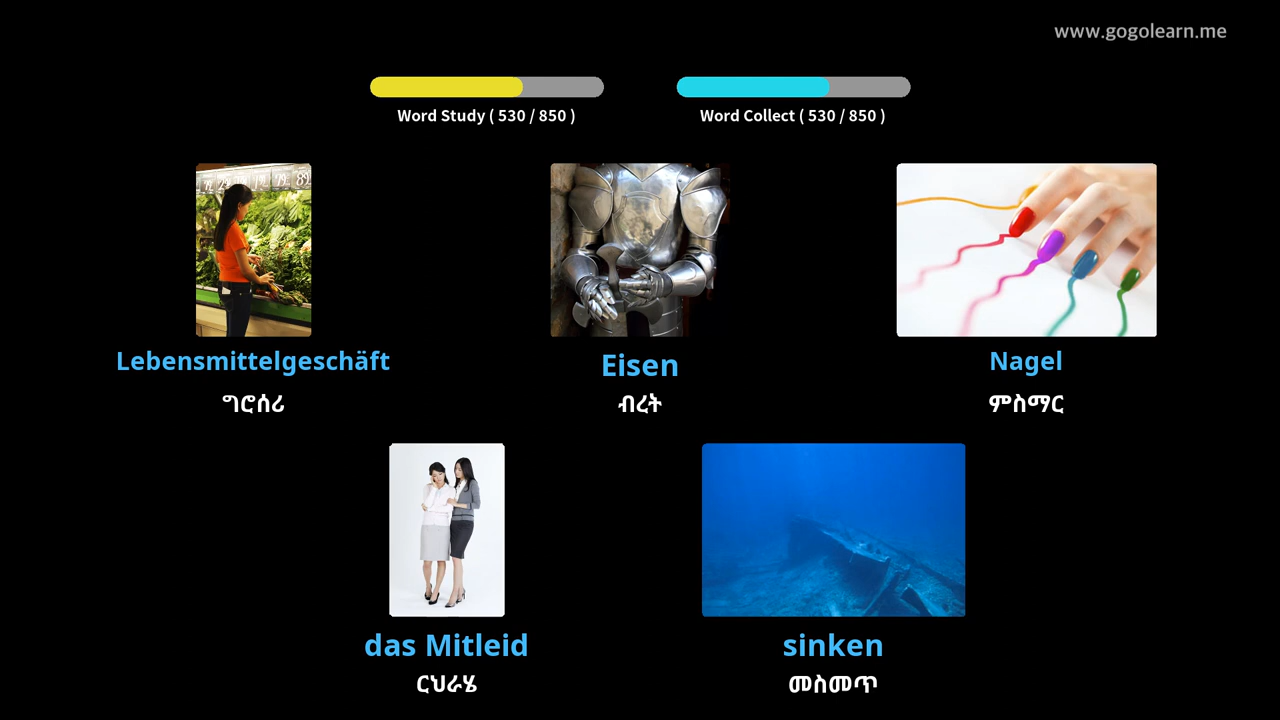 www.gogolearn.me
Word Study ( 530 / 850 )
Word Collect ( 530 / 850 )
Lebensmittelgeschäft
Eisen
Nagel
ግሮሰሪ
ብረት
ምስማር
das Mitleid
sinken
ርህራሄ
መስመጥ